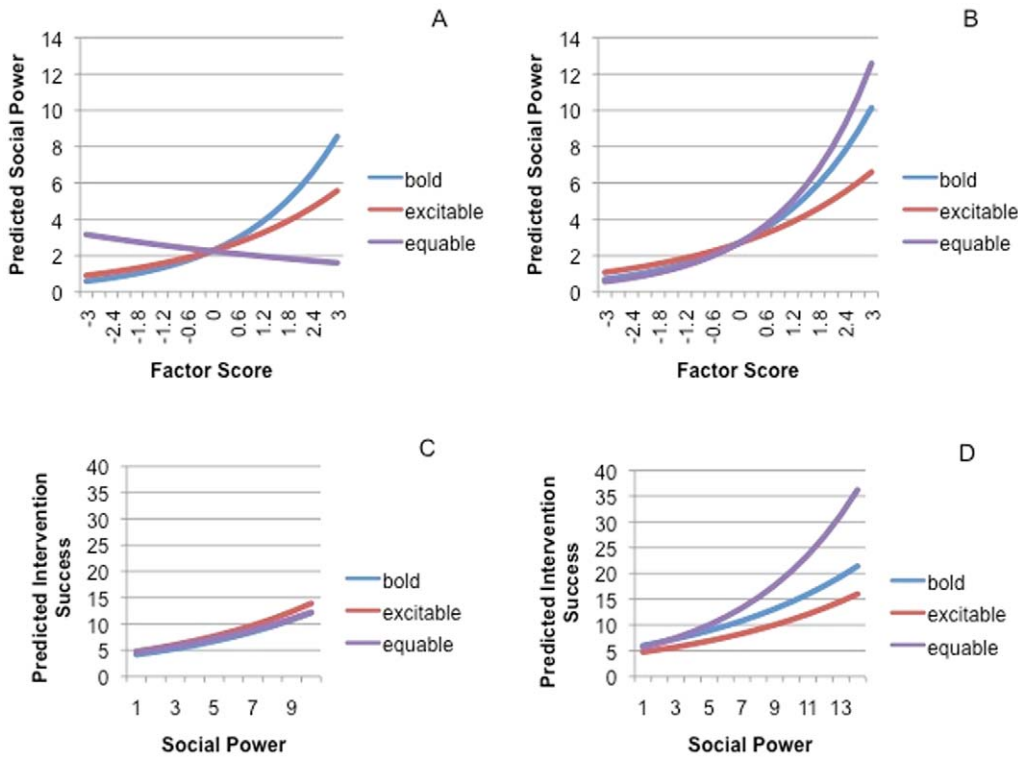 A
Predicted Social Power
14
12
10
8
6
4
2
0
-3
-2.4
-1.8
-1.2
-0.6
0
0.6
1.2
1.8
2.4
3
Factor Score
bold
excitable
equable
B
Predicted Social Power
14
12
10
8
6
4
2
0
-3
-2.4
-1.8
-1.2
-0.6
0
0.6
1.2
1.8
2.4
3
Factor Score
bold
excitable
equable
C
Predicted Intervention
Success
40
35
30
25
20
15
10
5
0
1 3 5 7 9
Social Power
bold
excitable
equable
D
Predicted Intervention
Success
40
35
30
25
20
15
10
5
0
1 3 5 7 9 11 13
Social Power
bold
excitable
equable